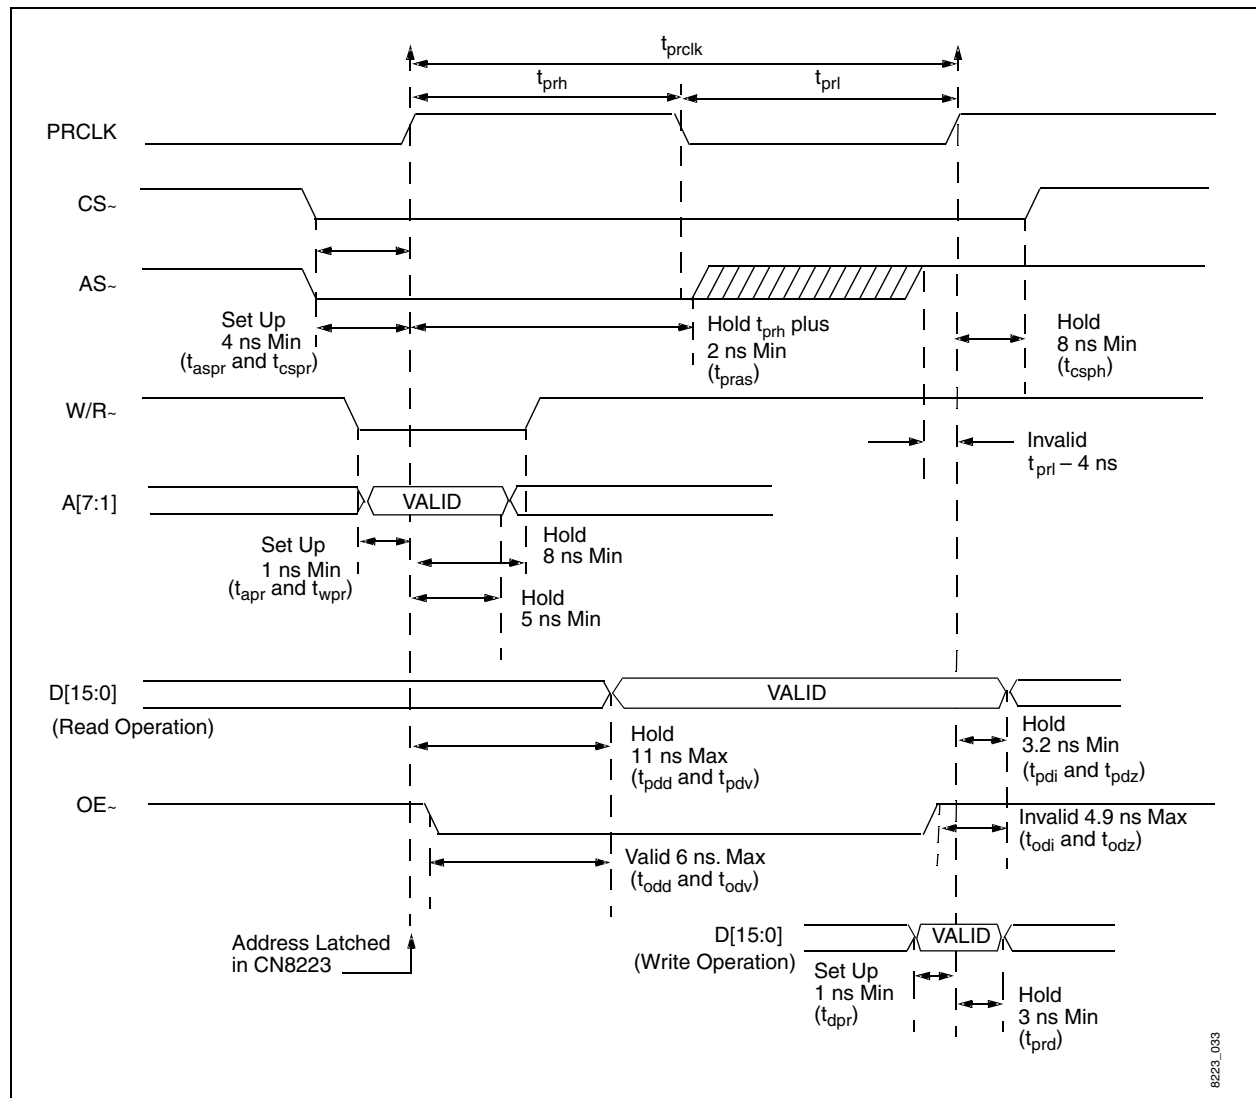 tprclk
tprh
tprl
PRCLK
CS~
AS~
Set Up
4 ns Min
(taspr and tcspr)
Hold tprh plus
2 ns Min
(tpras)
Hold
8 ns Min
(tcsph)
W/R~
Invalid
tprl – 4 ns
A[7:1]
VALID
Set Up
1 ns Min
(tapr and twpr)
Hold
8 ns Min
Hold
5 ns Min
D[15:0]
(Read Operation)
VALID
Hold
11 ns Max
(tpdd and tpdv)
Hold
3.2 ns Min
(tpdi and tpdz)
OE~
Valid 6 ns. Max
(todd and todv)
Invalid 4.9 ns Max
(todi and todz)
Address Latched
in CN8223
D[15:0]
(Write Operation)
VALID
Set Up
1 ns Min
(tdpr)
Hold
3 ns Min
(tprd)
8223_033